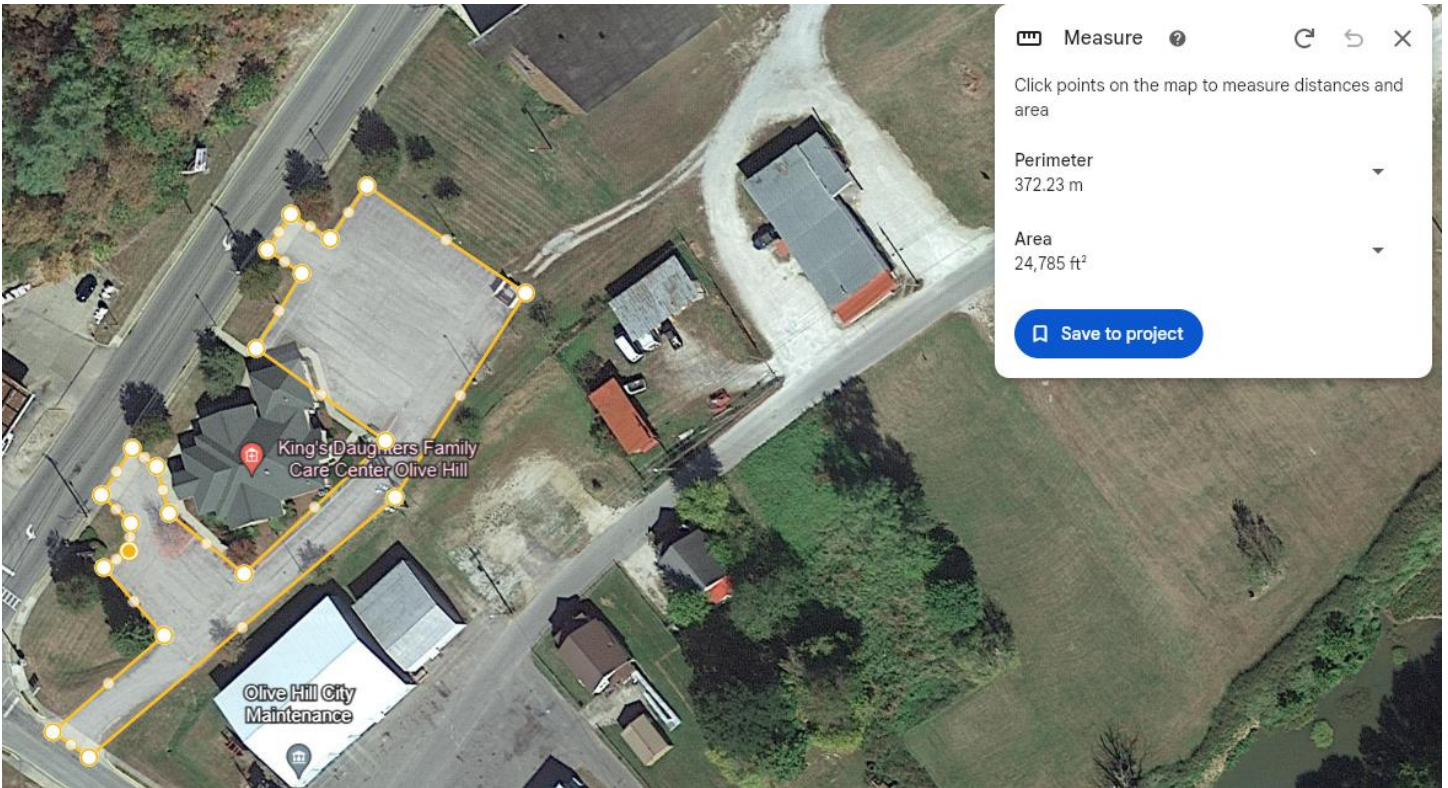 Measure
Click points on the map to measure distances and
area
Perimeter
372.23 m
Area
24,785 ft²
Save to project
King's Daughters Family
Care Center Olive Hill
Olive Hill City
Maintenance